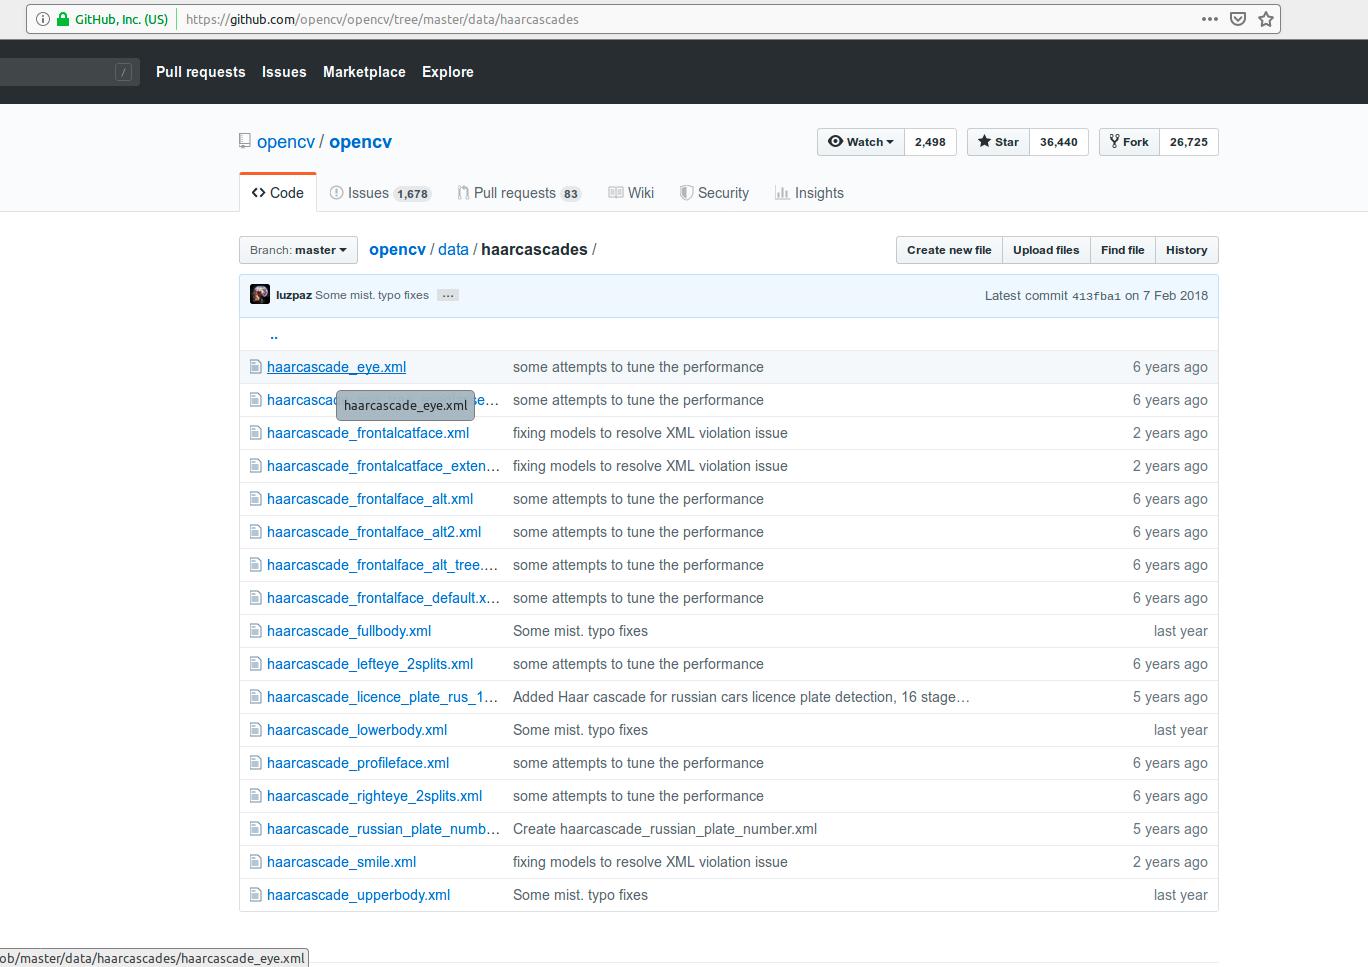 GitHub, Inc. (US) https://github.com/opencv/opencv/tree/master/data/haarcascades
/ Pull requests Issues Marketplace Explore
opencv / opencv Watch 2,498 Star 36,440 Fork 26,725
Code Issues 1,678 Pull requests 83 Wiki Security Insights
Branch: master opencv / data / haarcascades / Create new file Upload files Find file History
luzpaz Some mist. typo fixes … Latest commit 413fba1 on 7 Feb 2018
..
haarcascade_eye.xml some attempts to tune the performance 6 years ago
haarcascac se… some attempts to tune the performance 6 years ago
haarcascade_eye.xml
haarcascade_frontalcatface.xml fixing models to resolve XML violation issue 2 years ago
haarcascade_frontalcatface_exten… fixing models to resolve XML violation issue 2 years ago
haarcascade_frontalface_alt.xml some attempts to tune the performance 6 years ago
haarcascade_frontalface_alt2.xml some attempts to tune the performance 6 years ago
haarcascade_frontalface_alt_tree.… some attempts to tune the performance 6 years ago
haarcascade_frontalface_default.x… some attempts to tune the performance 6 years ago
haarcascade_fullbody.xml Some mist. typo fixes last year
haarcascade_lefteye_2splits.xml some attempts to tune the performance 6 years ago
haarcascade_licence_plate_rus_1… Added Haar cascade for russian cars licence plate detection, 16 stage… 5 years ago
haarcascade_lowerbody.xml Some mist. typo fixes last year
haarcascade_profileface.xml some attempts to tune the performance 6 years ago
haarcascade_righteye_2splits.xml some attempts to tune the performance 6 years ago
haarcascade_russian_plate_numb… Create haarcascade_russian_plate_number.xml 5 years ago
haarcascade_smile.xml fixing models to resolve XML violation issue 2 years ago
haarcascade_upperbody.xml Some mist. typo fixes last year
ob/master/data/haarcascades/haarcascade_eye.xml